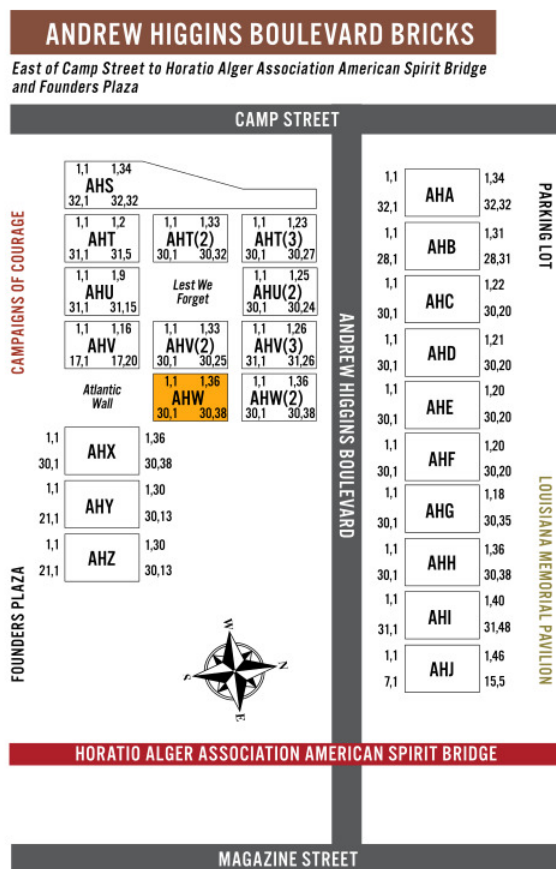 ANDREW HIGGINS BOULEVARD BRICKS
East of Camp Street to Horatio Alger Association American Spirit Bridge
and Founders Plaza
CAMP STREET
1,1 1,34
AHS
32,1 32,32
1,1 1,2
AHT
31,1 31,5
1,1 1,33
AHT(2)
30,1 30,32
1,1 1,23
AHT(3)
30,1 30,27
1,1 1,9
AHU
31,1 31,15
Lest We
Forget
1,1 1,25
AHU(2)
30,1 30,24
1,1 1,16
AHV
17,1 17,20
1,1 1,33
AHV(2)
30,1 30,25
1,1 1,26
AHV(3)
31,1 31,26
Atlantic
Wall
1,1 1,36
AHW
30,1 30,38
1,1 1,36
AHW(2)
30,1 30,38
1,1 1,36
AHX
30,1 30,38
1,1 1,30
AHY
21,1 30,13
1,1 1,30
AHZ
21,1 30,13
CAMPAIGNS OF COURAGE
FOUNDERS PLAZA
W
N
S
E
ANDREW HIGGINS BOULEVARD
1,1 1,34
AHA
32,1 32,32
1,1 1,31
AHB
28,1 28,31
1,1 1,22
AHC
30,1 30,20
1,1 1,21
AHD
30,1 30,20
1,1 1,20
AHE
30,1 30,20
1,1 1,20
AHF
30,1 30,20
1,1 1,18
AHG
30,1 30,35
1,1 1,36
AHH
30,1 30,38
1,1 1,40
AHI
31,1 31,48
1,1 1,46
AHJ
7,1 15,5
PARKING LOT
LOUISIANA MEMORIAL PAVILION
HORATIO ALGER ASSOCIATION AMERICAN SPIRIT BRIDGE
MAGAZINE STREET